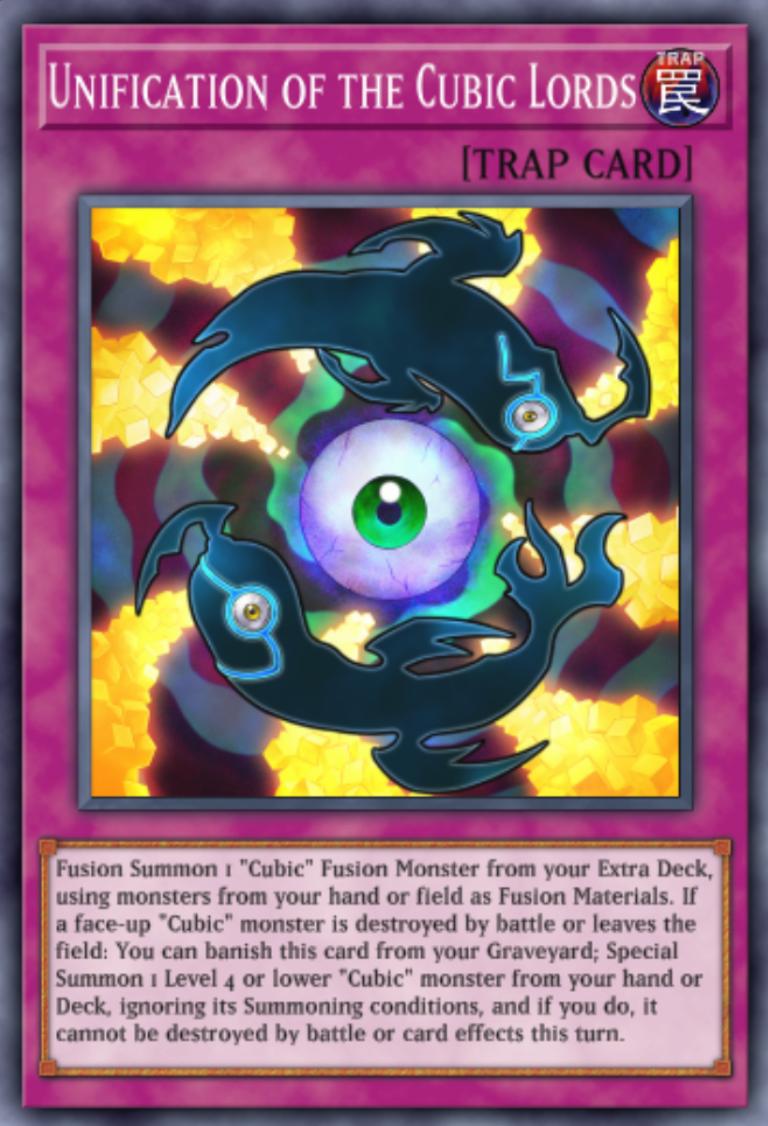 Unification of the Cubic Lords
TRAP
罠
[TRAP CARD]
Fusion Summon 1 "Cubic" Fusion Monster from your Extra Deck,
using monsters from your hand or field as Fusion Materials. If
a face-up "Cubic" monster is destroyed by battle or leaves the
field: You can banish this card from your Graveyard; Special
Summon 1 Level 4 or lower "Cubic" monster from your hand or
Deck, ignoring its Summoning conditions, and if you do, it
cannot be destroyed by battle or card effects this turn.